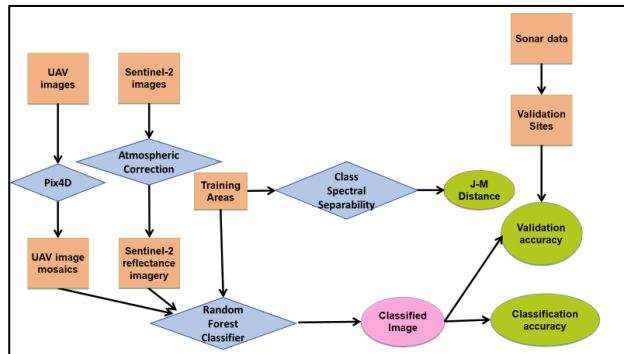 UAV
images
Sentinel-2
images
Sonar data
Validation
Sites
Pix4D
Atmospheric
Correction
Training
Areas
Class
Spectral
Separability
J-M
Distance
Validation
accuracy
UAV image
mosaics
Sentinel-2
reflectance
imagery
Random
Forest
Classifier
Classified
Image
Classification
accuracy